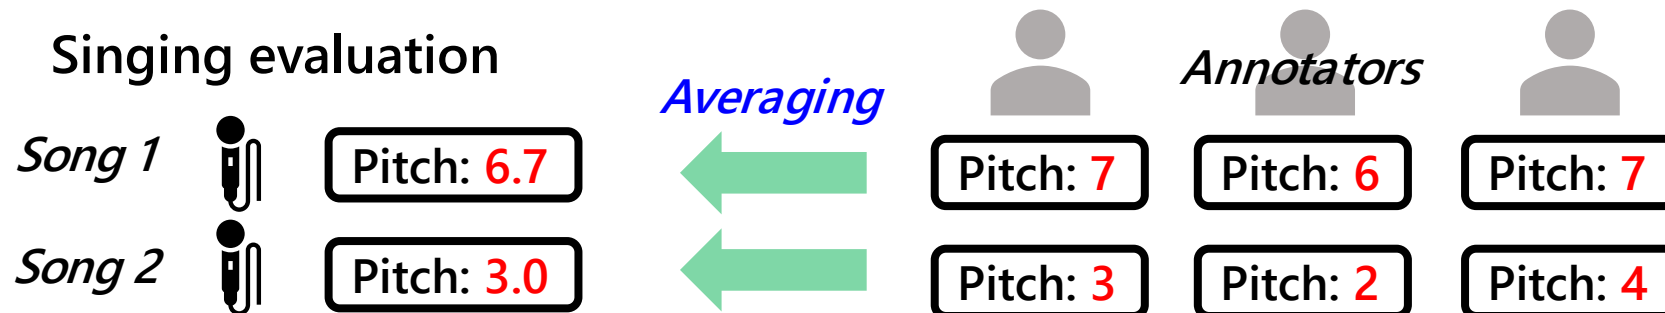 Singing evaluation
Averaging
Annotators
Song 1
Pitch: 6.7
Pitch: 7
Pitch: 6
Pitch: 7
Song 2
Pitch: 3.0
Pitch: 3
Pitch: 2
Pitch: 4